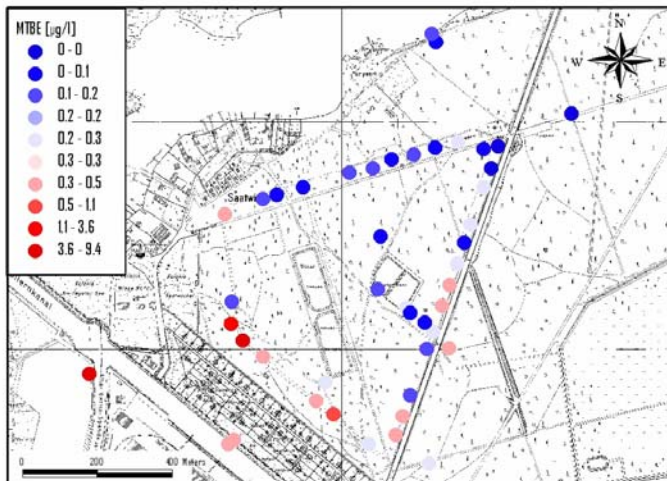 MTBE [µg/l]
0 - 0
0 - 0.1
0.1 - 0.2
0.2 - 0.2
0.2 - 0.3
0.3 - 0.3
0.3 - 0.5
0.5 - 1.1
1.1 - 3.6
3.6 - 9.4
N
W
E
S
0
200
400 Meters